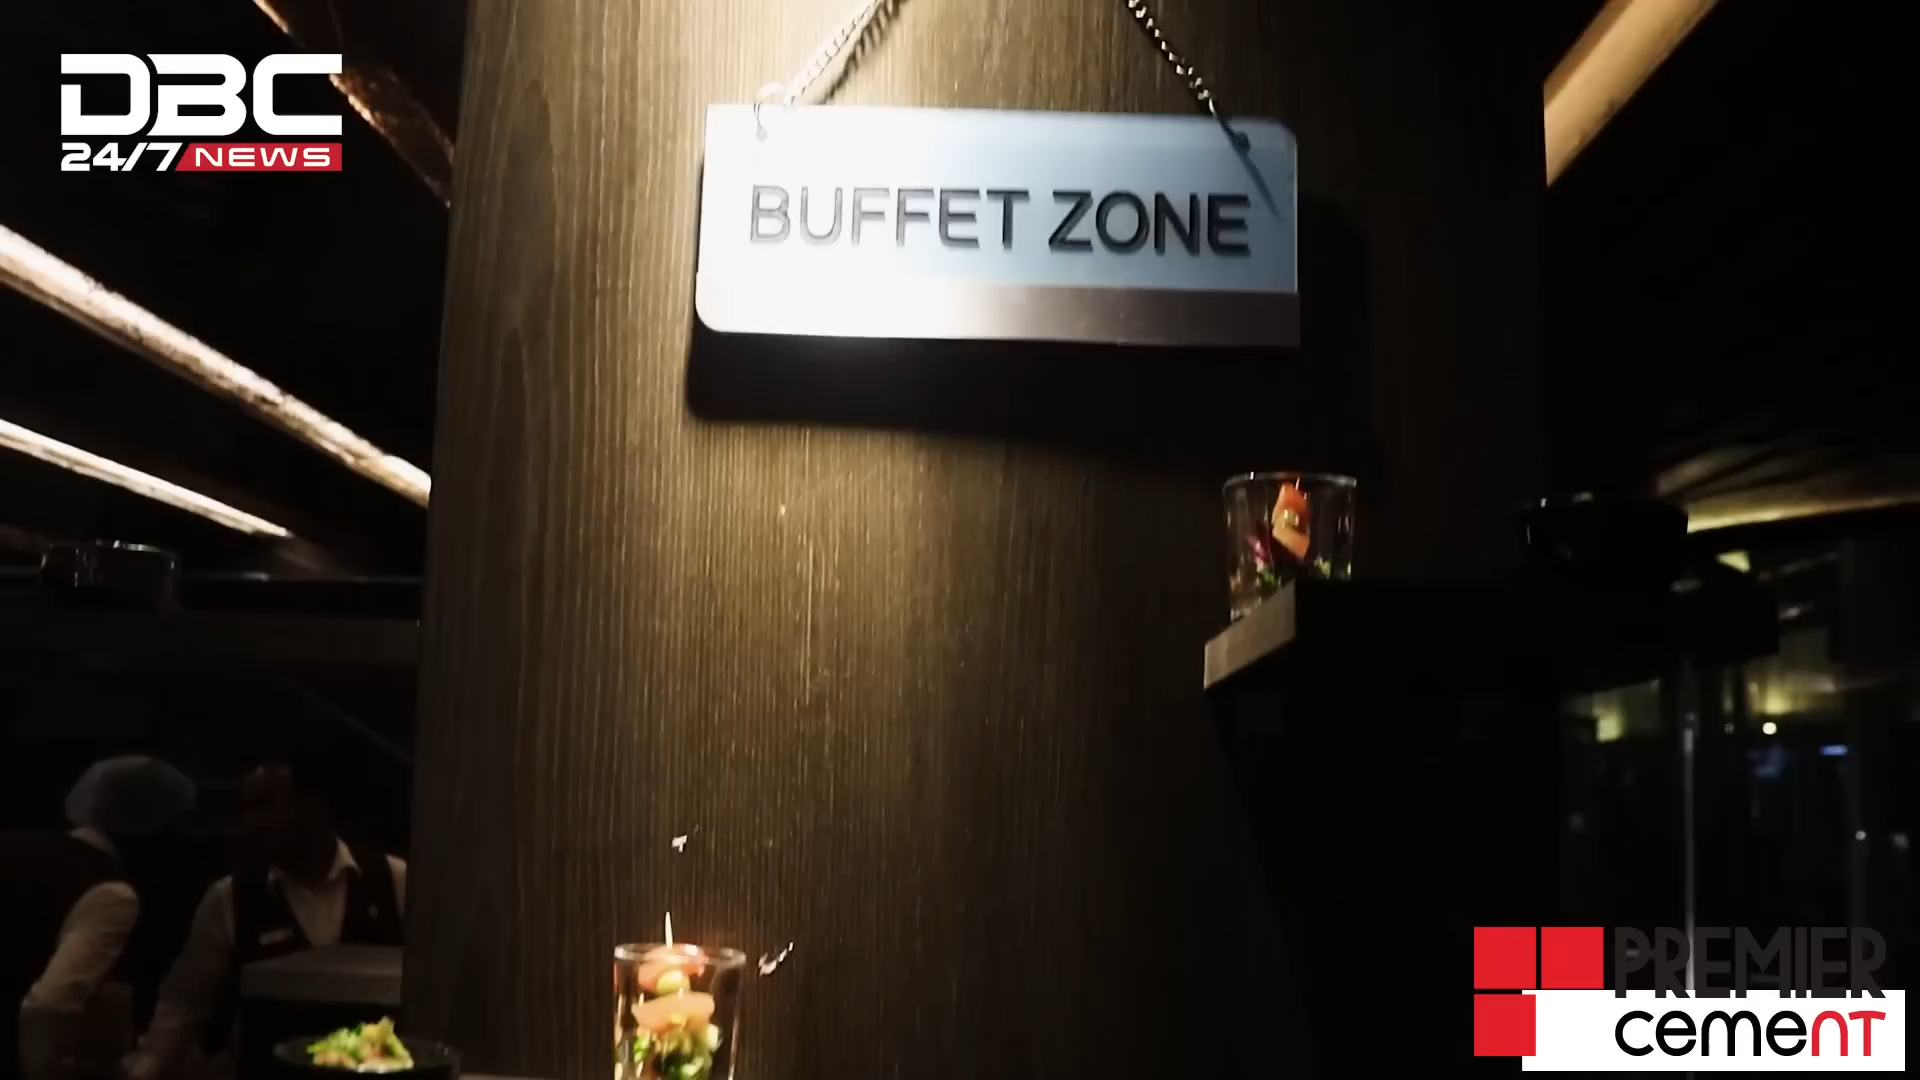 DBC
24/7 NEWS
BUFFET ZONE
PREMIER
cement